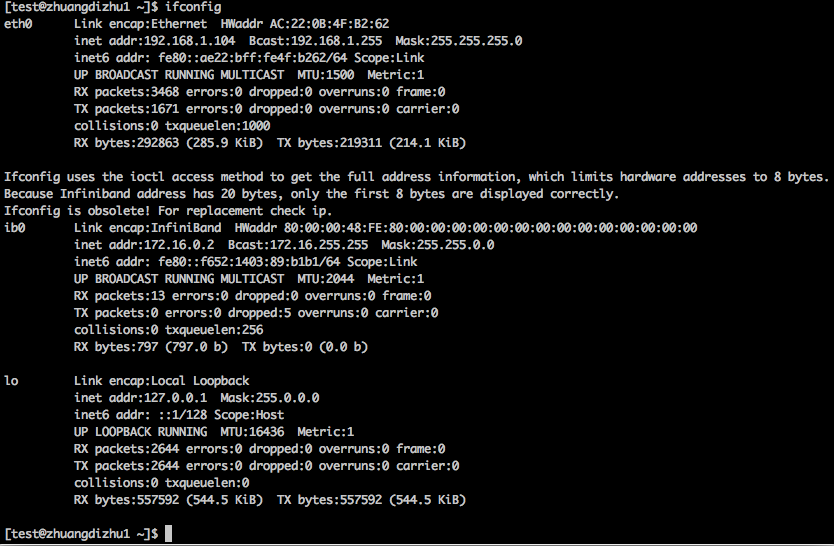 [test@zhuangdizhu1 ~]$ ifconfig
eth0      Link encap:Ethernet  HWaddr AC:22:0B:4F:B2:62
          inet addr:192.168.1.104  Bcast:192.168.1.255  Mask:255.255.255.0
          inet6 addr: fe80::ae22:bff:fe4f:b262/64 Scope:Link
          UP BROADCAST RUNNING MULTICAST  MTU:1500  Metric:1
          RX packets:3468 errors:0 dropped:0 overruns:0 frame:0
          TX packets:1671 errors:0 dropped:0 overruns:0 carrier:0
          collisions:0 txqueuelen:1000
          RX bytes:292863 (285.9 KiB)  TX bytes:219311 (214.1 KiB)

Ifconfig uses the ioctl access method to get the full address information, which limits hardware addresses to 8 bytes.
Because Infiniband address has 20 bytes, only the first 8 bytes are displayed correctly.
Ifconfig is obsolete! For replacement check ip.
ib0       Link encap:InfiniBand  HWaddr 80:00:00:48:FE:80:00:00:00:00:00:00:00:00:00:00:00:00:00:00
          inet addr:172.16.0.2  Bcast:172.16.255.255  Mask:255.255.0.0
          inet6 addr: fe80::f652:1403:89:b1b1/64 Scope:Link
          UP BROADCAST RUNNING MULTICAST  MTU:2044  Metric:1
          RX packets:13 errors:0 dropped:0 overruns:0 frame:0
          TX packets:0 errors:0 dropped:5 overruns:0 carrier:0
          collisions:0 txqueuelen:256
          RX bytes:797 (797.0 b)  TX bytes:0 (0.0 b)

lo        Link encap:Local Loopback
          inet addr:127.0.0.1  Mask:255.0.0.0
          inet6 addr: ::1/128 Scope:Host
          UP LOOPBACK RUNNING  MTU:16436  Metric:1
          RX packets:2644 errors:0 dropped:0 overruns:0 frame:0
          TX packets:2644 errors:0 dropped:0 overruns:0 carrier:0
          collisions:0 txqueuelen:0
          RX bytes:557592 (544.5 KiB)  TX bytes:557592 (544.5 KiB)

[test@zhuangdizhu1 ~]$